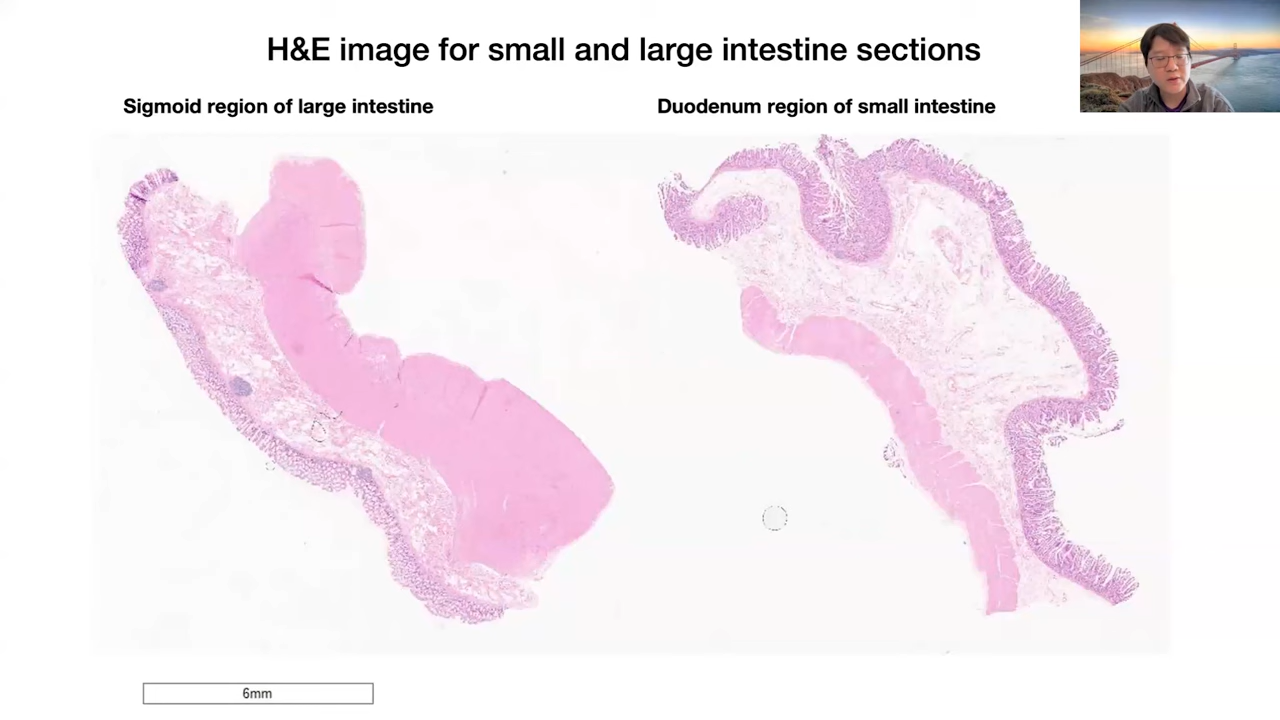 H&E image for small and large intestine sections
Sigmoid region of large intestine
Duodenum region of small intestine
6mm